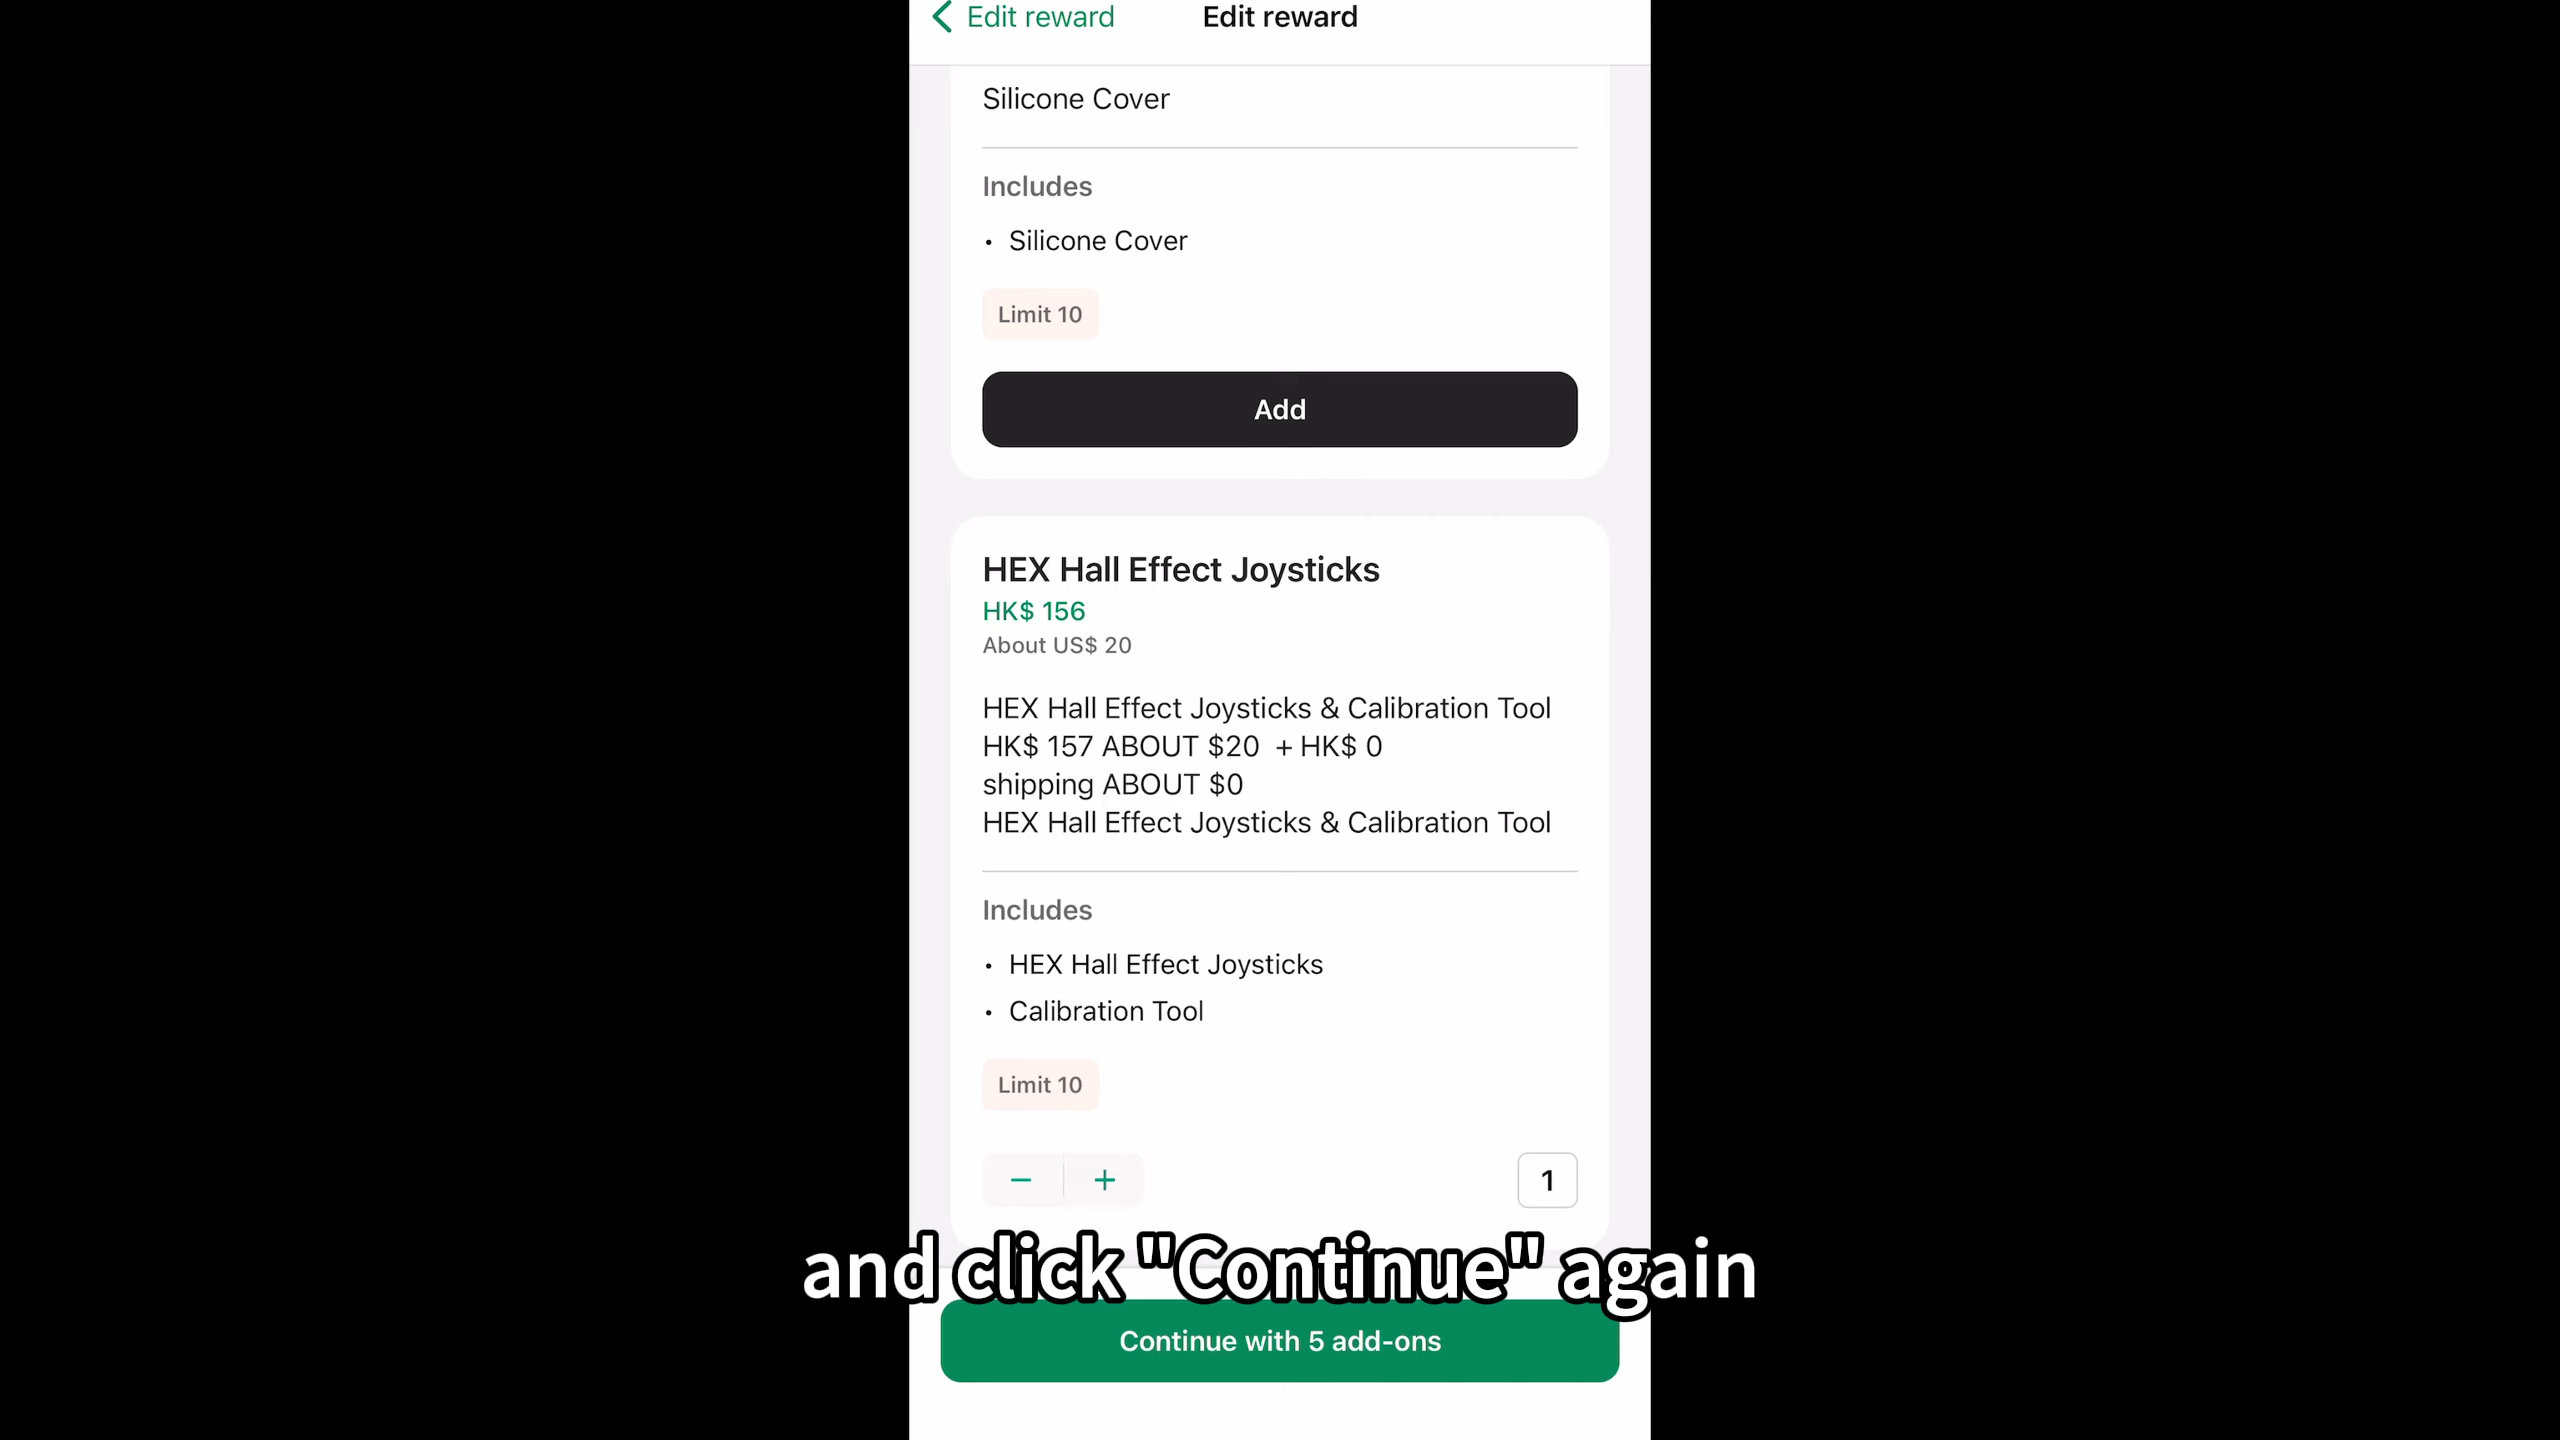 Edit reward
Edit reward
Silicone Cover
Includes
• Silicone Cover
Limit 10
Add
HEX Hall Effect Joysticks
HK$ 156
About US$ 20
HEX Hall Effect Joysticks & Calibration Tool
HK$ 157 ABOUT $20 + HK$ 0
shipping ABOUT $0
HEX Hall Effect Joysticks & Calibration Tool
Includes
• HEX Hall Effect Joysticks
• Calibration Tool
Limit 10
− + 1
and click "Continue" again
Continue with 5 add-ons